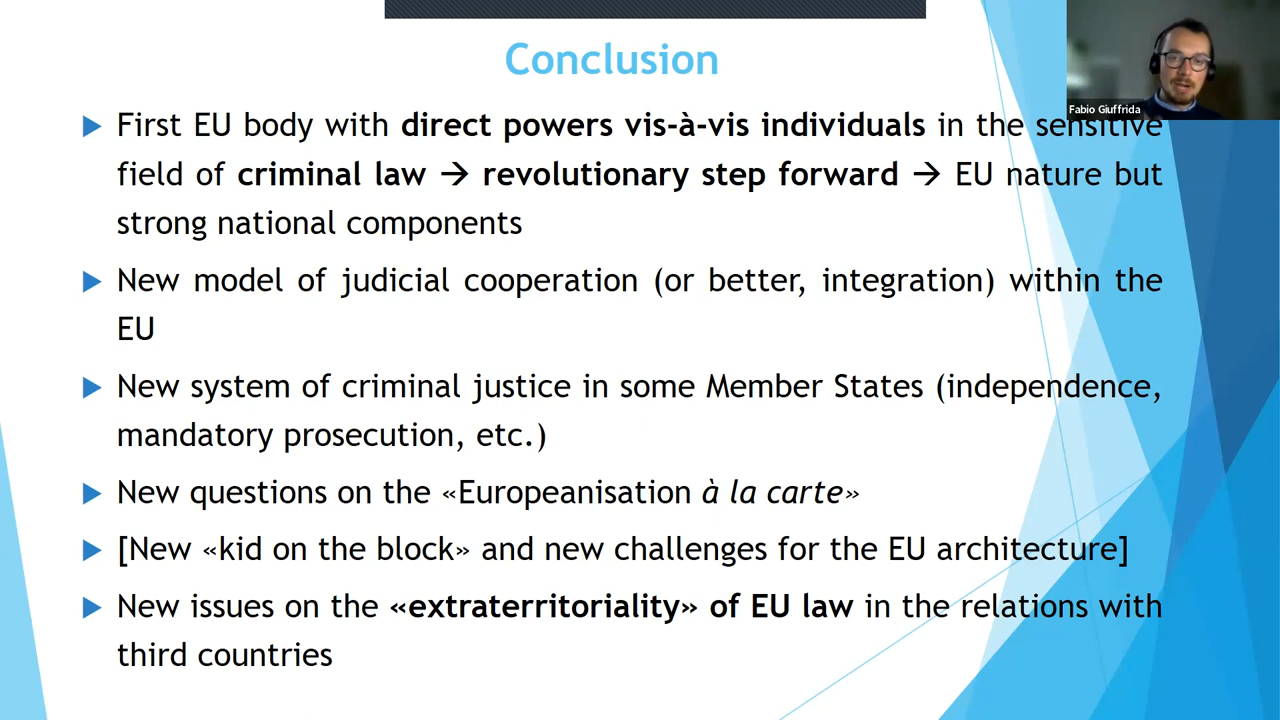 Conclusion
Fabio Giuffrida
▶ First EU body with direct powers vis-à-vis individuals in the sensitive
field of criminal law → revolutionary step forward → EU nature but
strong national components
▶ New model of judicial cooperation (or better, integration) within the
EU
▶ New system of criminal justice in some Member States (independence,
mandatory prosecution, etc.)
▶ New questions on the «Europeanisation à la carte»
▶ [New «kid on the block» and new challenges for the EU architecture]
▶ New issues on the «extraterritoriality» of EU law in the relations with
third countries